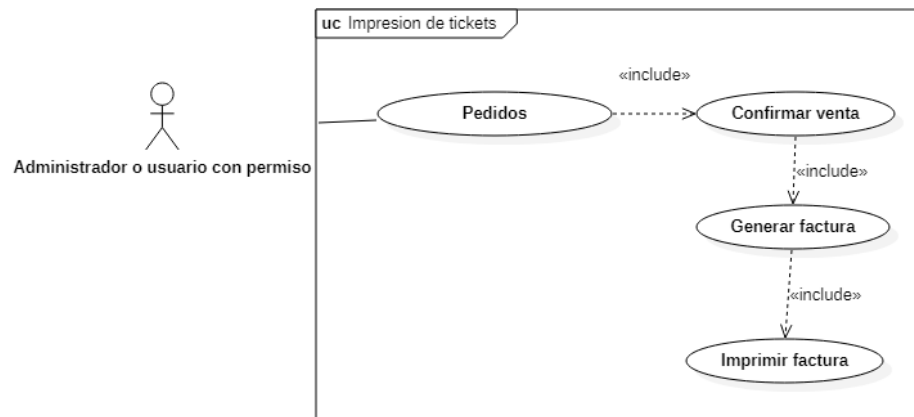 uc Impresion de tickets
«include»
Pedidos
Confirmar venta
Administrador o usuario con permiso
«include»
Generar factura
«include»
Imprimir factura